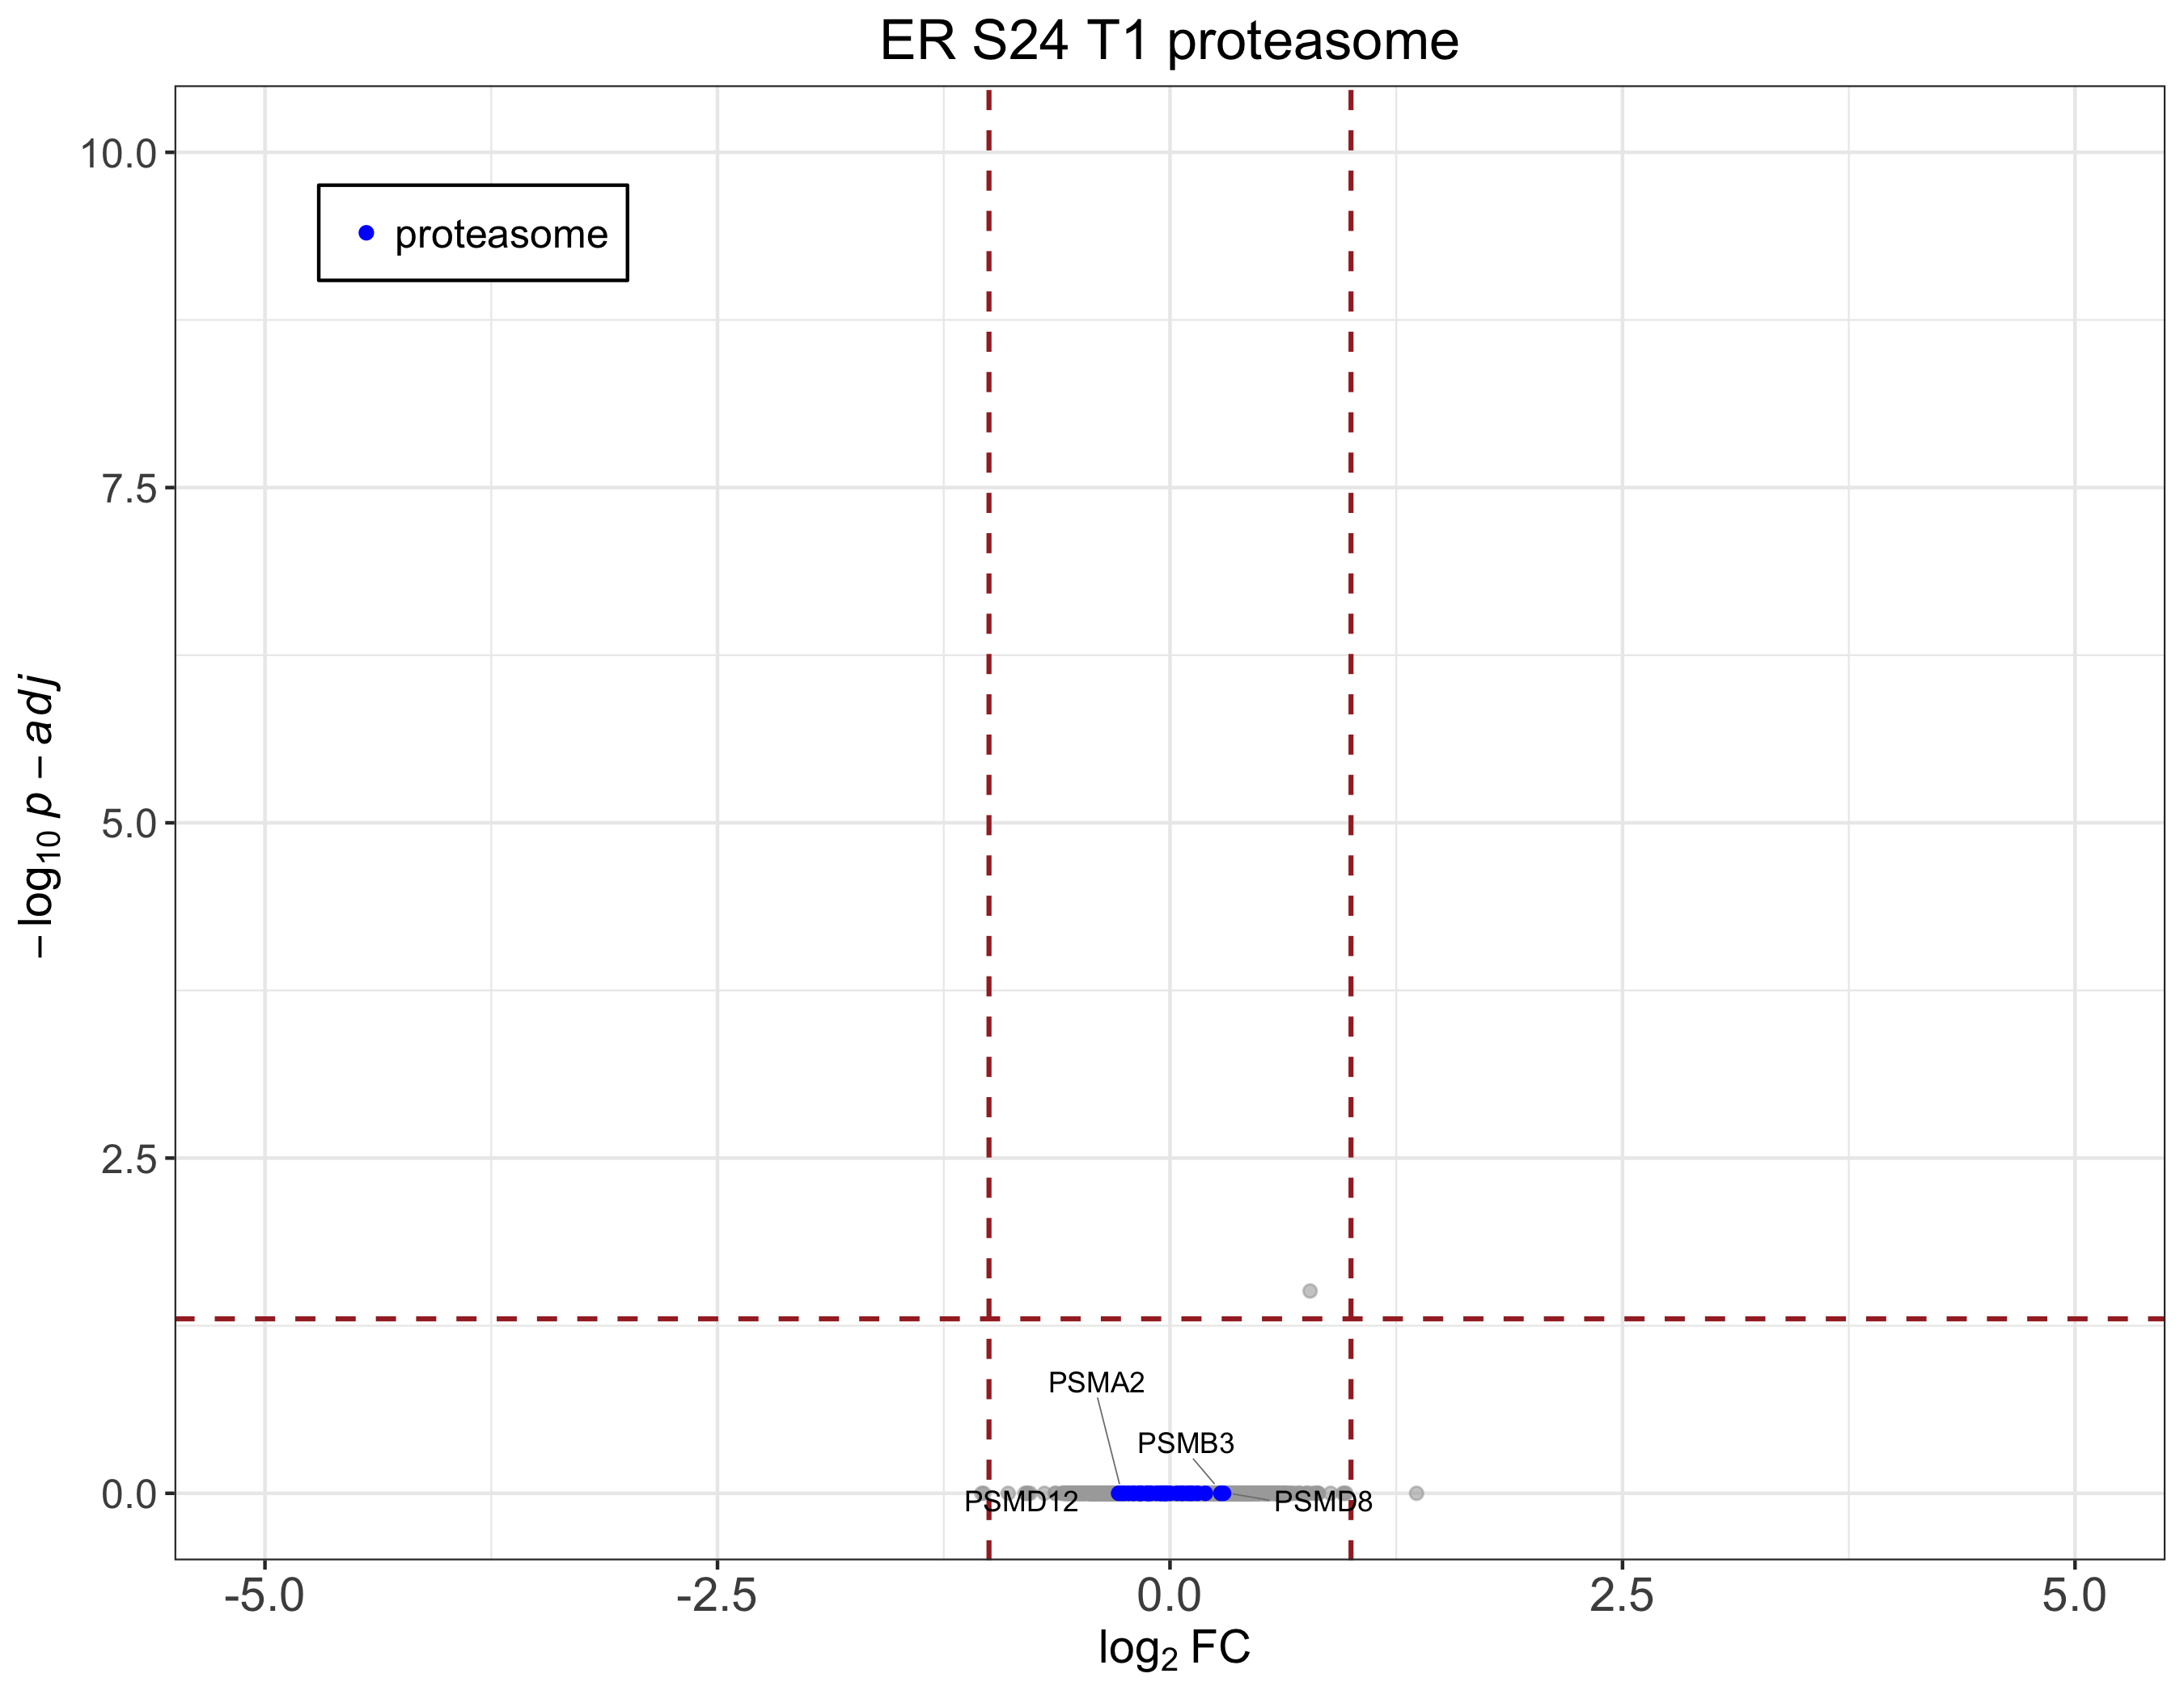 ER S24 T1 proteasome
10.0
7.5
5.0
2.5
0.0
−log10 p − adj
proteasome
PSMA2
PSMB3
PSMD12
PSMD8
-5.0
-2.5
0.0
2.5
5.0
log2 FC